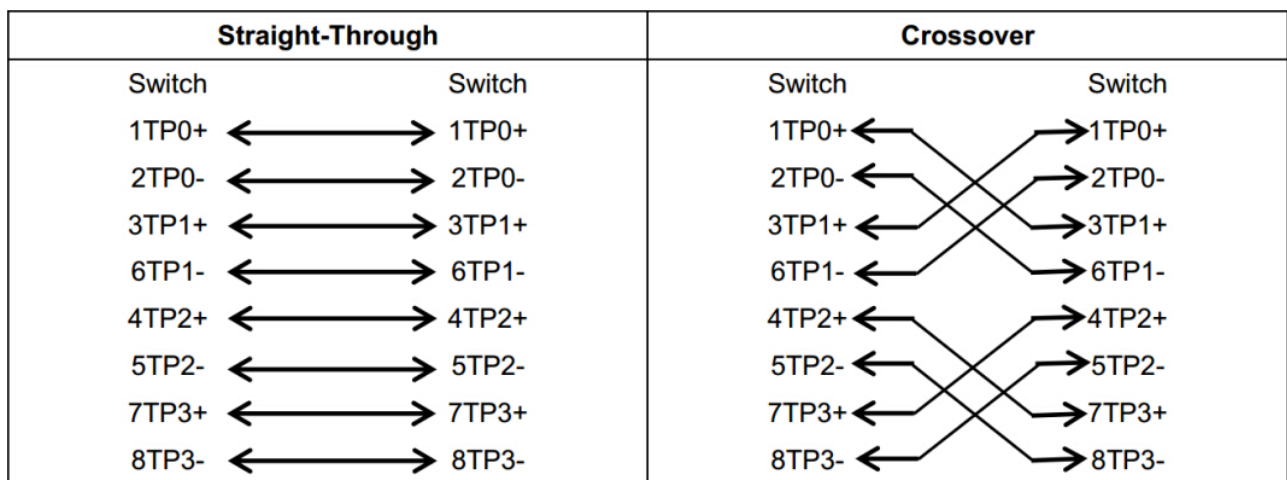 Straight-Through Crossover
Switch Switch Switch Switch
1TP0+ 1TP0+ 1TP0+ 1TP0+
2TP0- 2TP0- 2TP0- 2TP0-
3TP1+ 3TP1+ 3TP1+ 3TP1+
6TP1- 6TP1- 6TP1- 6TP1-
4TP2+ 4TP2+ 4TP2+ 4TP2+
5TP2- 5TP2- 5TP2- 5TP2-
7TP3+ 7TP3+ 7TP3+ 7TP3+
8TP3- 8TP3- 8TP3- 8TP3-